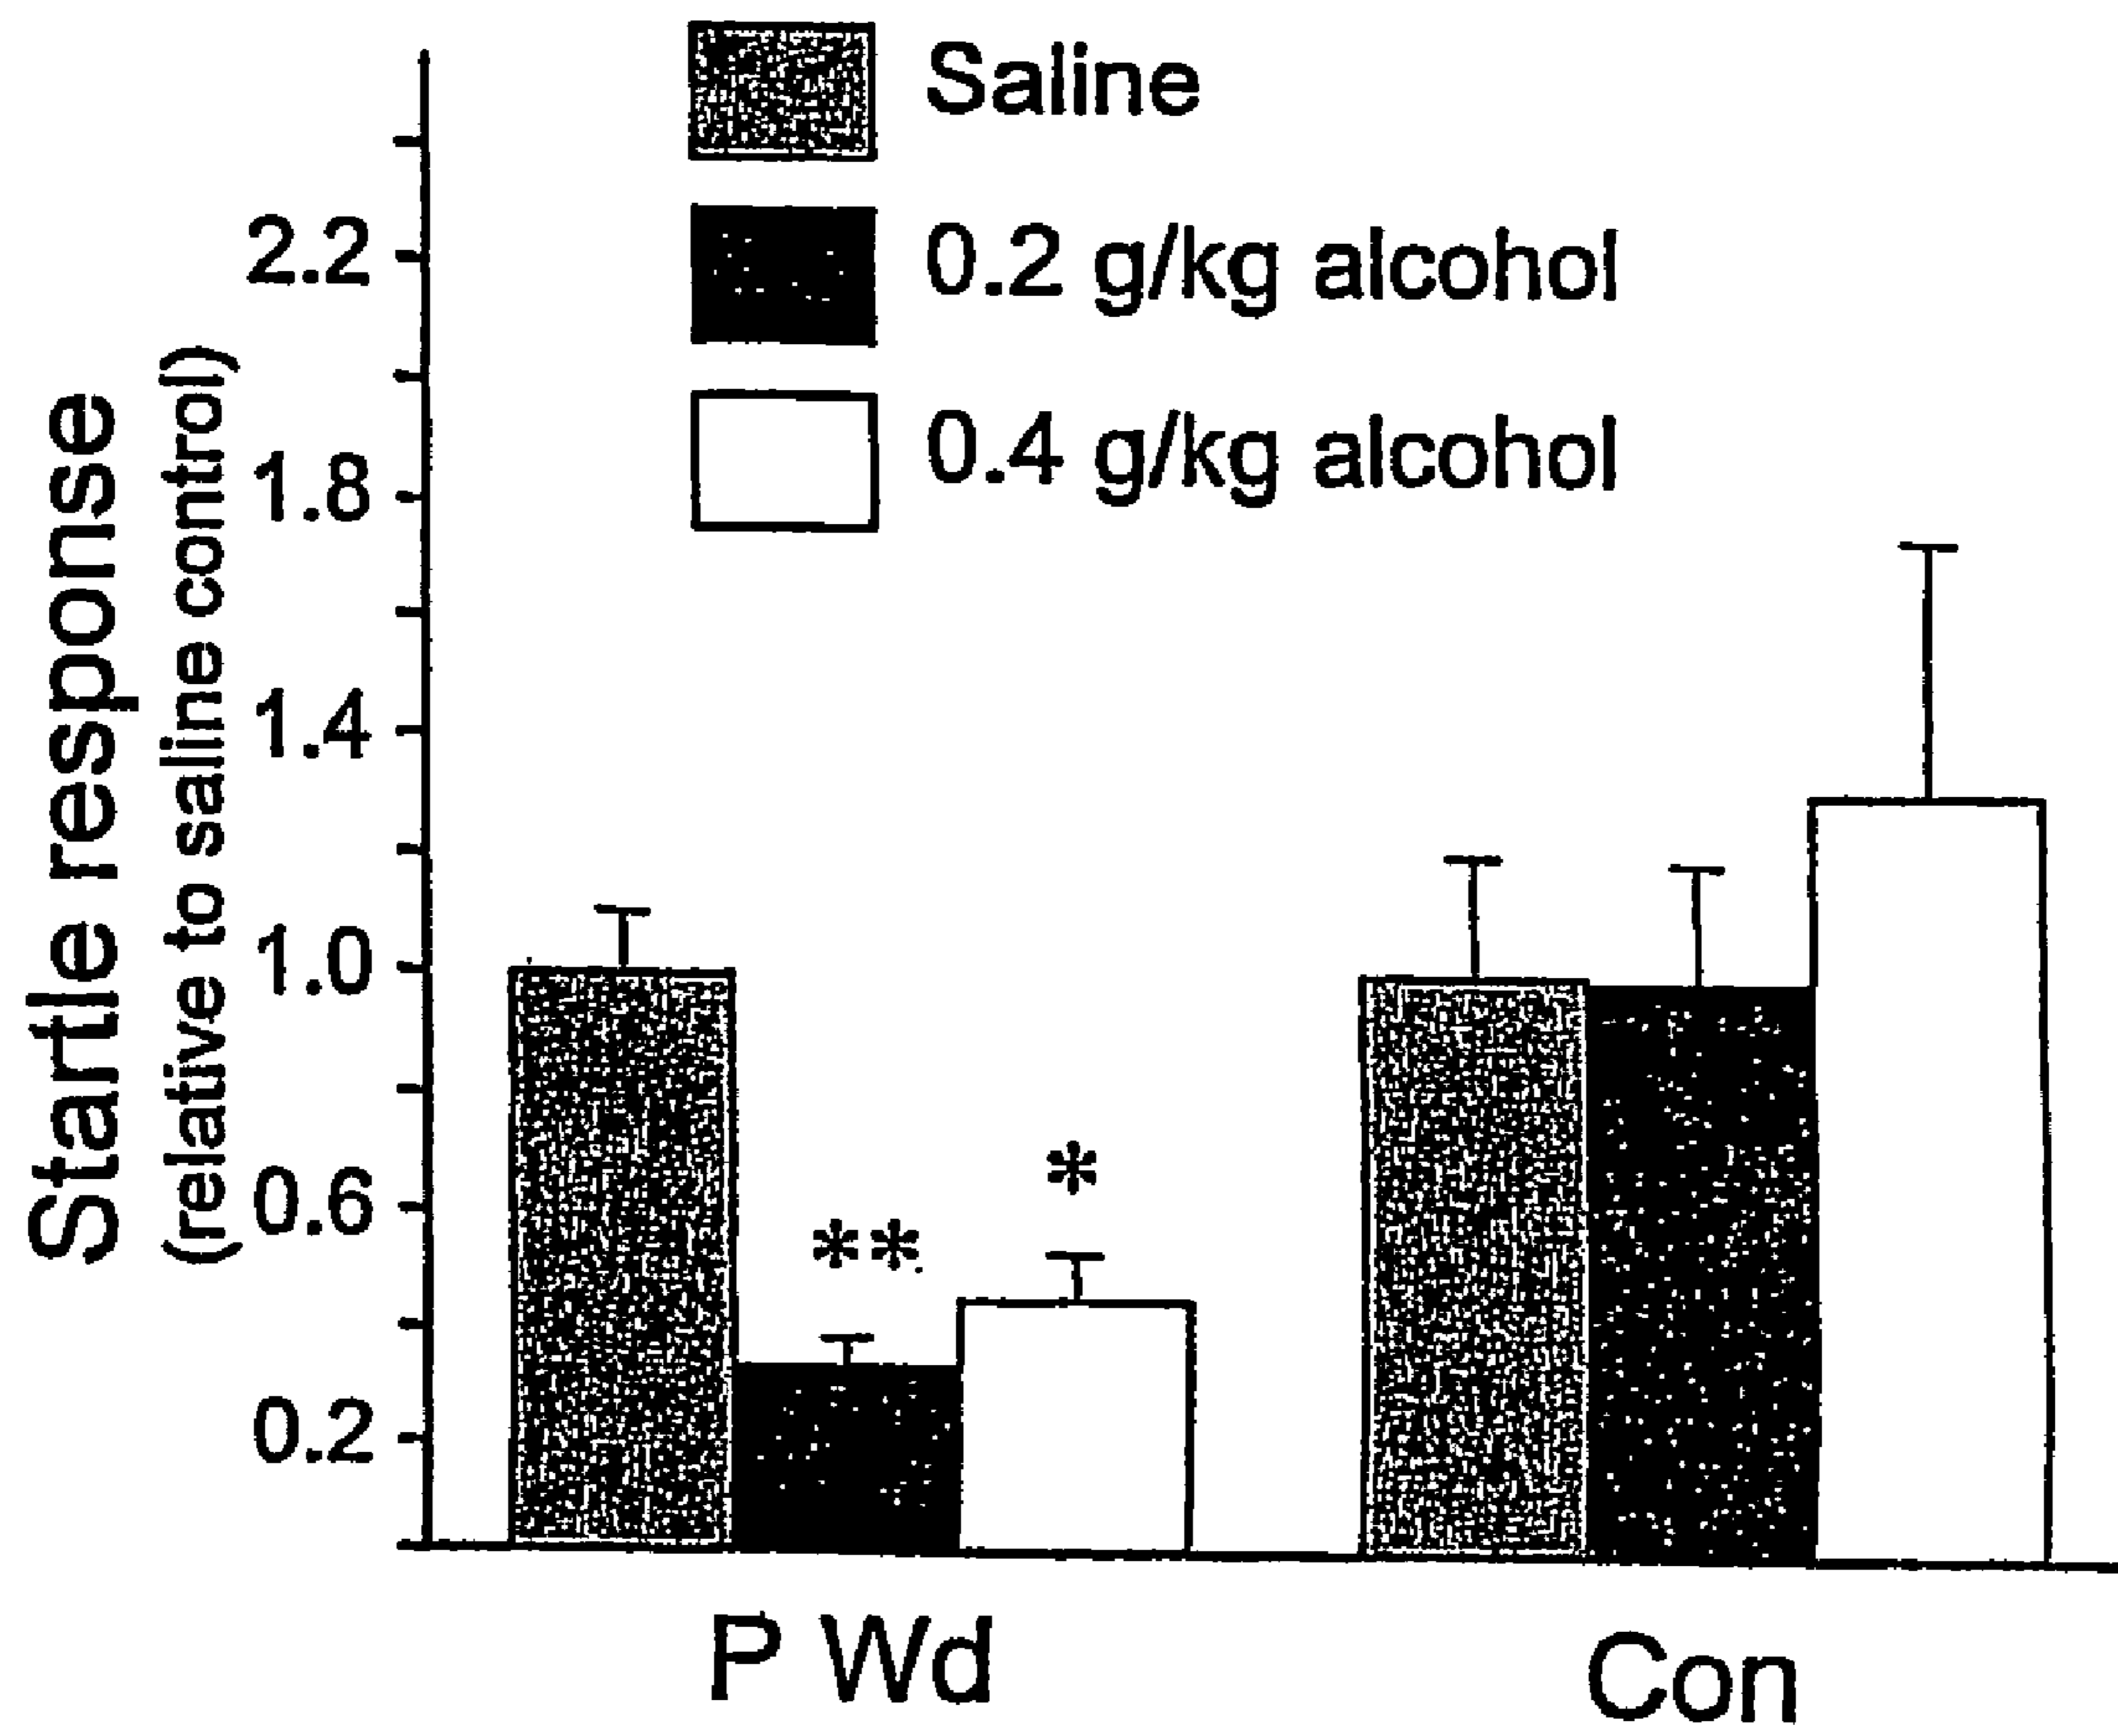 Saline
0.2 g/kg alcohol
0.4 g/kg alcohol
Startle response
(relative to saline control)
2.2
1.8
1.4
1.0
0.6
0.2
**
*
P Wd
Con